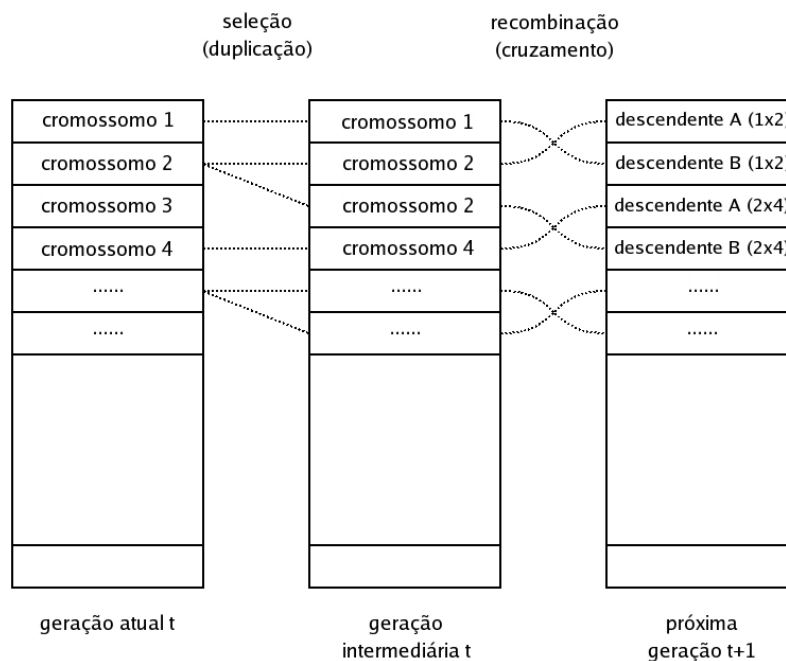 seleção
(duplicação)
recombinação
(cruzamento)
cromossomo 1
cromossomo 2
cromossomo 3
cromossomo 4
......
......
geração atual t
cromossomo 1
cromossomo 2
cromossomo 2
cromossomo 4
......
......
geração
intermediária t
descendente A (1x2)
descendente B (1x2)
descendente A (2x4)
descendente B (2x4)
......
......
próxima
geração t+1